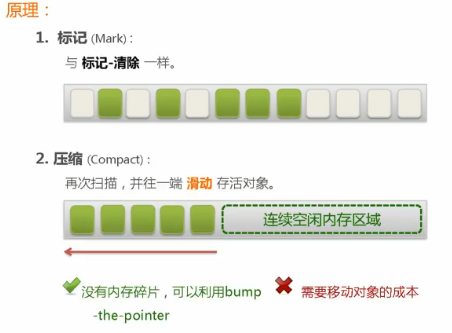 原理：
1. 标记 (Mark)：
与 标记-清除 一样。
2. 压缩 (Compact)：
再次扫描，并往一端 滑动 存活对象。
连续空闲内存区域
没有内存碎片，可以利用bump
-the-pointer
需要移动对象的成本